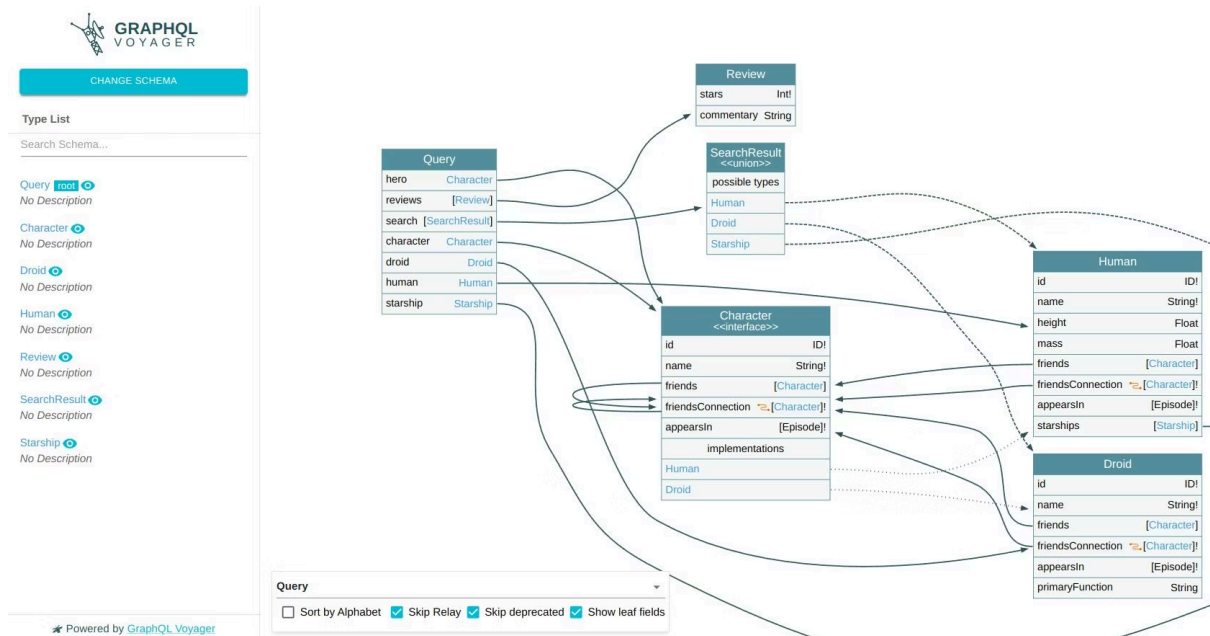 GRAPHQL
VOYAGER
CHANGE SCHEMA
Type List
Search Schema...
Query root
No Description
Character
No Description
Droid
No Description
Human
No Description
Review
No Description
SearchResult
No Description
Starship
No Description
Powered by GraphQL Voyager
Review
stars Int!
commentary String
Query
hero Character
reviews [Review]
search [SearchResult]
character Character
droid Droid
human Human
starship Starship
SearchResult
<<union>>
possible types
Human
Droid
Starship
Character
<<interface>>
id ID!
name String!
friends [Character]
friendsConnection [Character]!
appearsIn [Episode]!
implementations
Human
Droid
Human
id ID!
name String!
height Float
mass Float
friends [Character]
friendsConnection [Character]!
appearsIn [Episode]!
starships [Starship]
Droid
id ID!
name String!
friends [Character]
friendsConnection [Character]!
appearsIn [Episode]!
primaryFunction String
Query
Sort by Alphabet Skip Relay Skip deprecated Show leaf fields